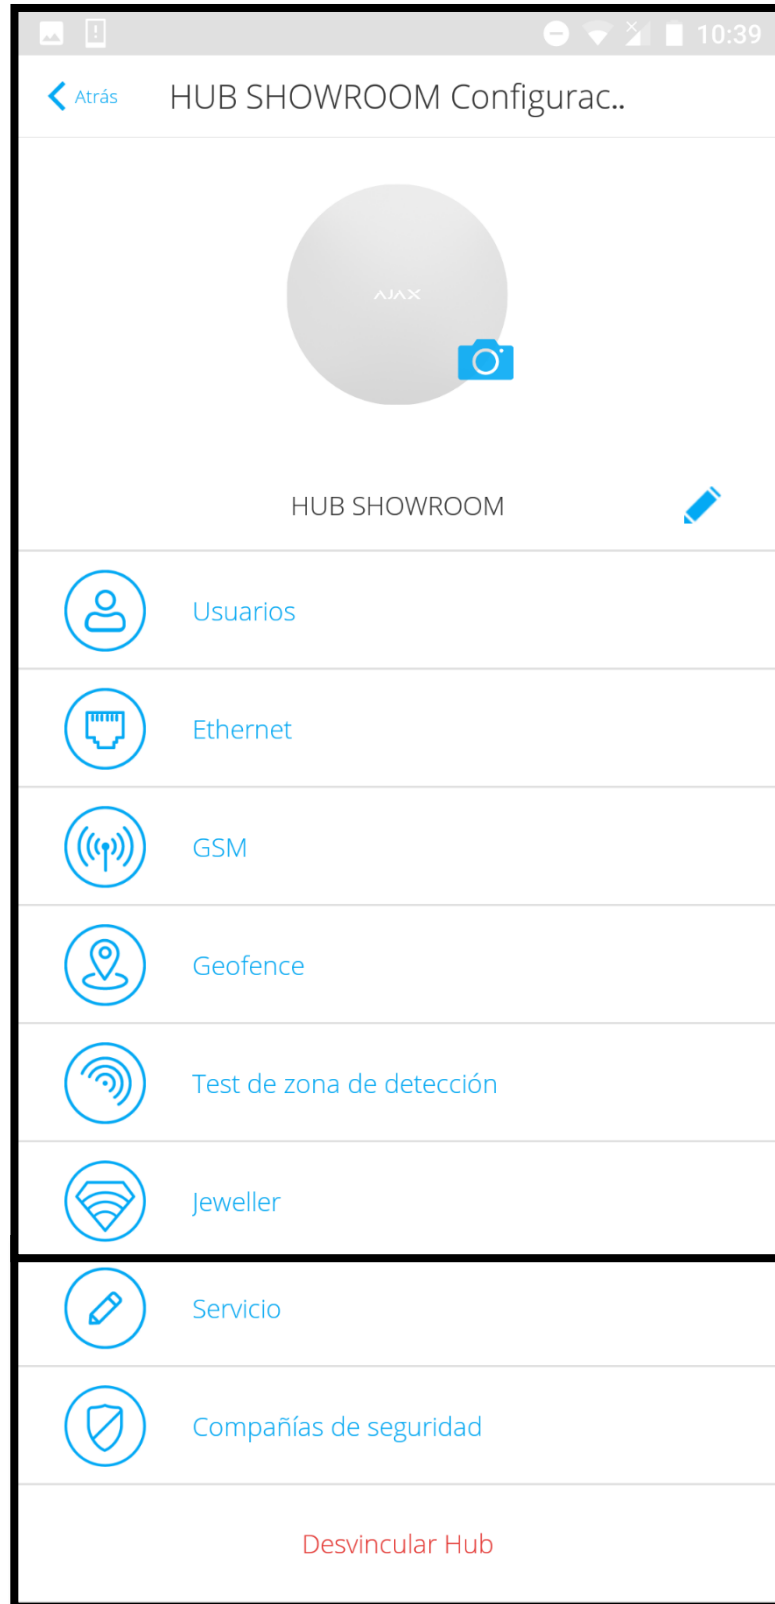 10:39
Atrás
HUB SHOWROOM Configurac..
AJAX
HUB SHOWROOM
Usuarios
Ethernet
GSM
Geofence
Test de zona de detección
Jeweller
Servicio
Compañías de seguridad
Desvincular Hub